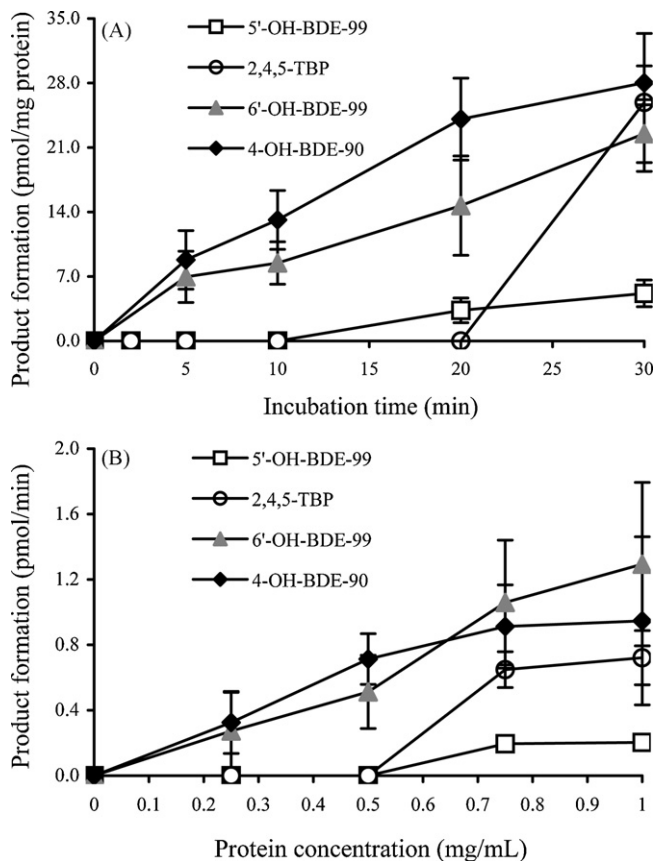 (A)
5'-OH-BDE-99
2,4,5-TBP
6'-OH-BDE-99
4-OH-BDE-90
Product formation (pmol/mg protein)
35.0
28.0
21.0
14.0
7.0
0.0
0 5 10 15 20 25 30
Incubation time (min)
(B)
5'-OH-BDE-99
2,4,5-TBP
6'-OH-BDE-99
4-OH-BDE-90
Product formation (pmol/min)
2.0
1.6
1.2
0.8
0.4
0.0
0 0.1 0.2 0.3 0.4 0.5 0.6 0.7 0.8 0.9 1
Protein concentration (mg/mL)